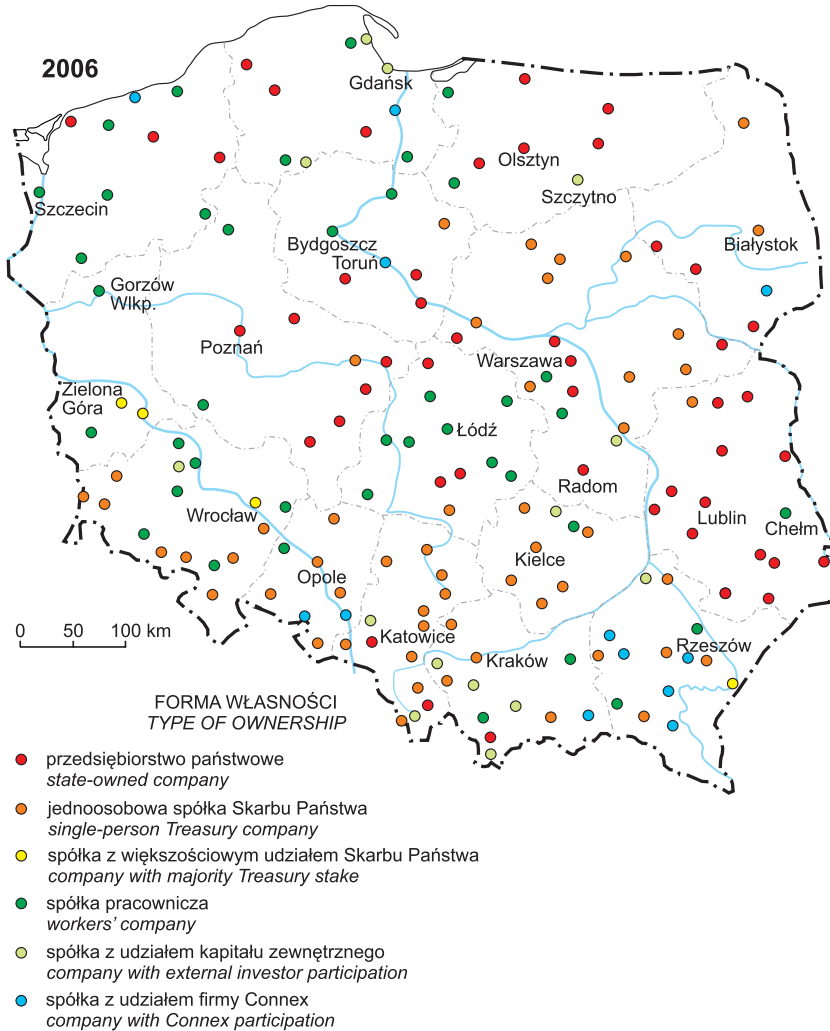 2006
Gdańsk
Olsztyn
Szczytno
Szczecin
Bydgoszcz
Toruń
Białystok
Gorzów
Wlkp.
Poznań
Warszawa
Zielona
Góra
Łódź
Radom
Lublin
Chełm
Wrocław
Kielce
Opole
0 50 100 km
Katowice
Kraków
Rzeszów
FORMA WŁASNOŚCI
TYPE OF OWNERSHIP
przedsiębiorstwo państwowe
state-owned company
jednoosobowa spółka Skarbu Państwa
single-person Treasury company
spółka z większościowym udziałem Skarbu Państwa
company with majority Treasury stake
spółka pracownicza
workers' company
spółka z udziałem kapitału zewnętrznego
company with external investor participation
spółka z udziałem firmy Connex
company with Connex participation